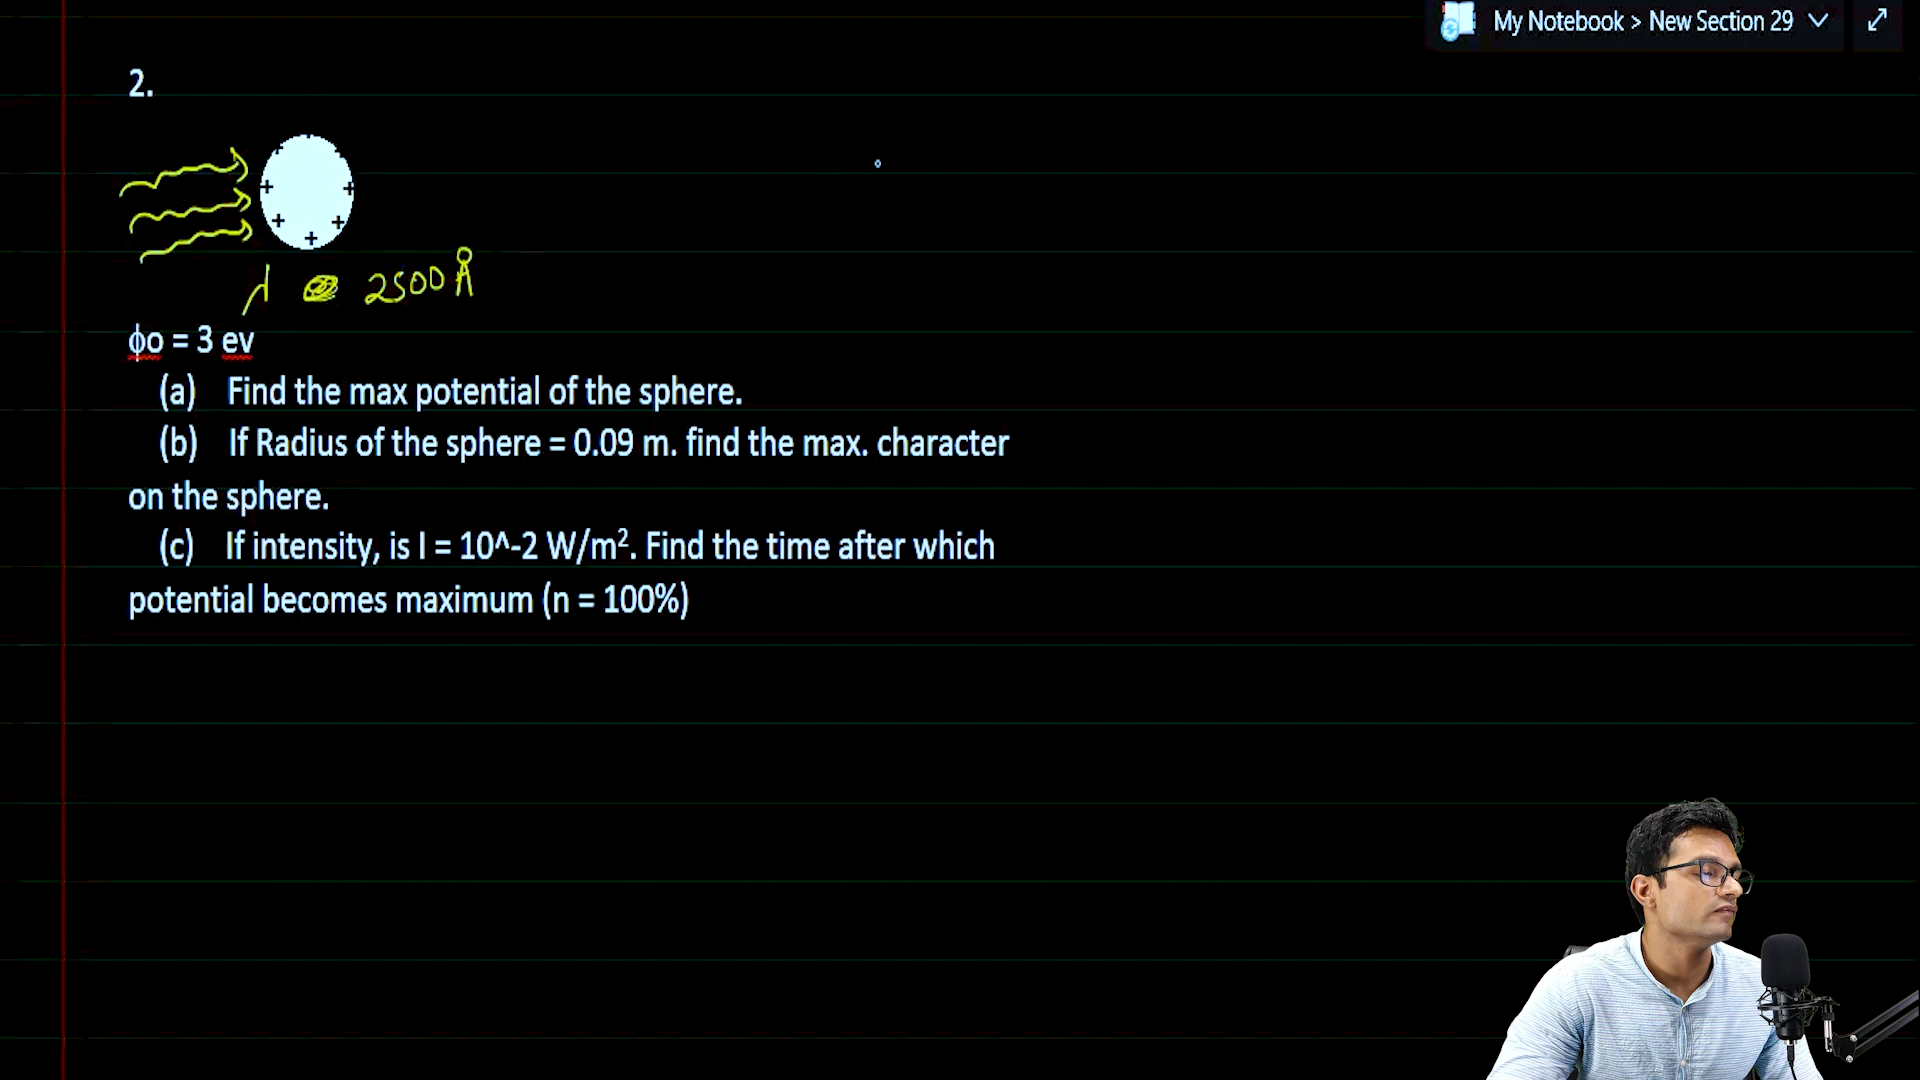 My Notebook > New Section 29
2.
λ 2500 Å
ϕo = 3 ev
(a) Find the max potential of the sphere.
(b) If Radius of the sphere = 0.09 m. find the max. character
on the sphere.
(c) If intensity, is I = 10^-2 W/m². Find the time after which
potential becomes maximum (n = 100%)